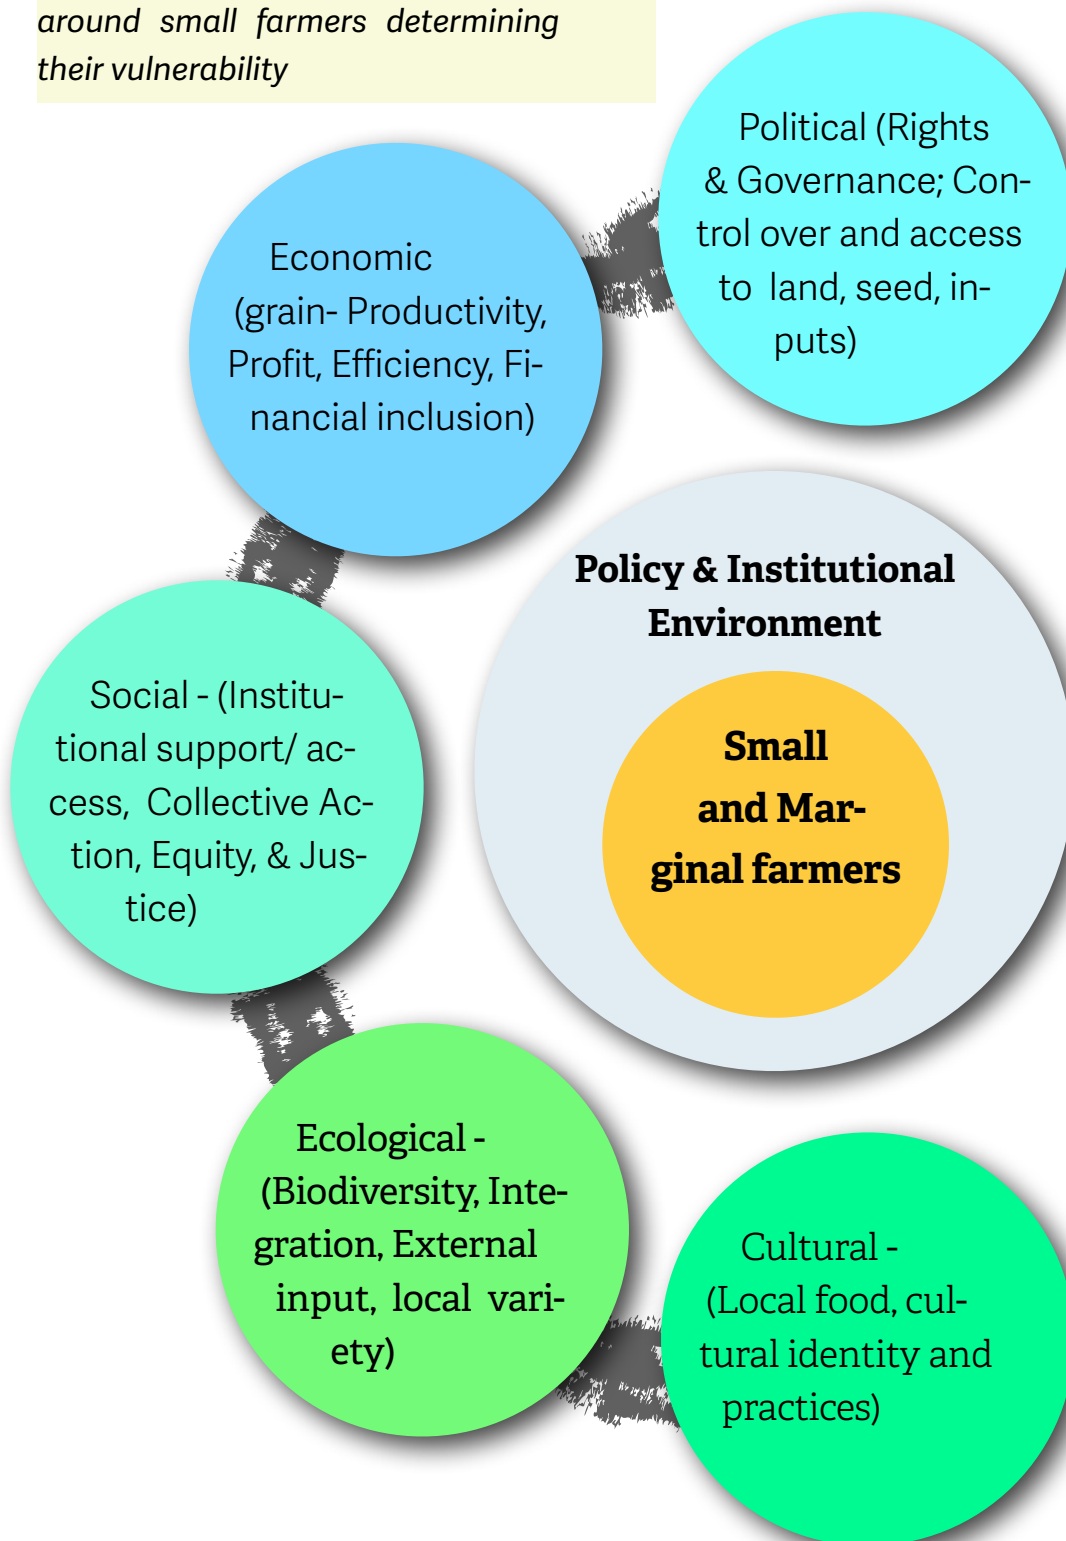 around small farmers determining
their vulnerability
Political (Rights
& Governance; Con-
trol over and access
to land, seed, in-
puts)
Economic
(grain- Productivity,
Profit, Efficiency, Fi-
nancial inclusion)
Policy & Institutional
Environment
Small
and Mar-
ginal farmers
Social - (Institu-
tional support/ ac-
cess, Collective Ac-
tion, Equity, & Jus-
tice)
Ecological -
(Biodiversity, Inte-
gration, External
input, local vari-
ety)
Cultural -
(Local food, cul-
tural identity and
practices)